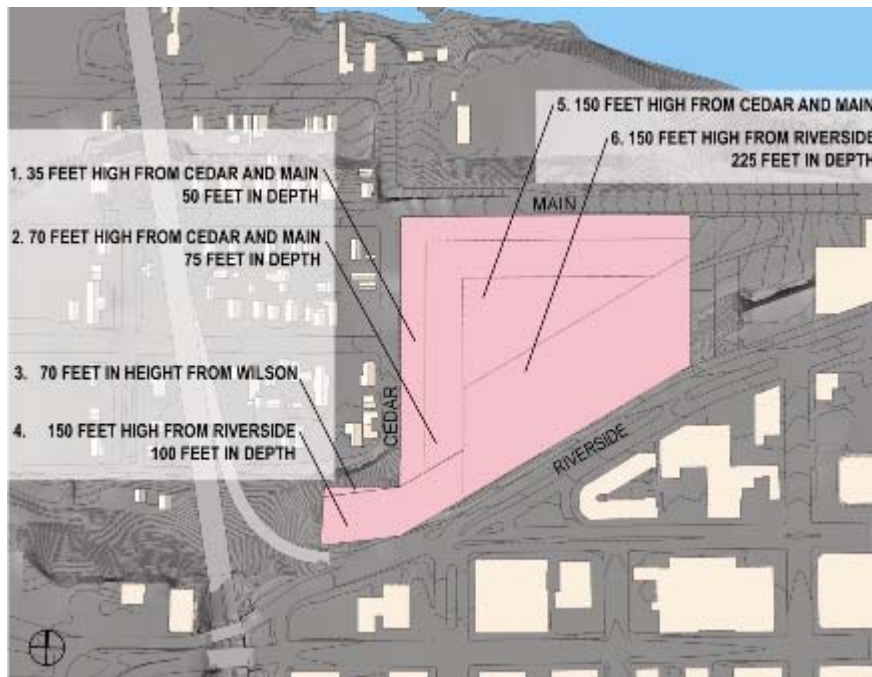 1. 35 FEET HIGH FROM CEDAR AND MAIN
50 FEET IN DEPTH
2. 70 FEET HIGH FROM CEDAR AND MAIN
75 FEET IN DEPTH
3. 70 FEET IN HEIGHT FROM WILSON
4. 150 FEET HIGH FROM RIVERSIDE
100 FEET IN DEPTH
5. 150 FEET HIGH FROM CEDAR AND MAIN
6. 150 FEET HIGH FROM RIVERSIDE
225 FEET IN DEPTH
MAIN
CEDAR
RIVERSIDE